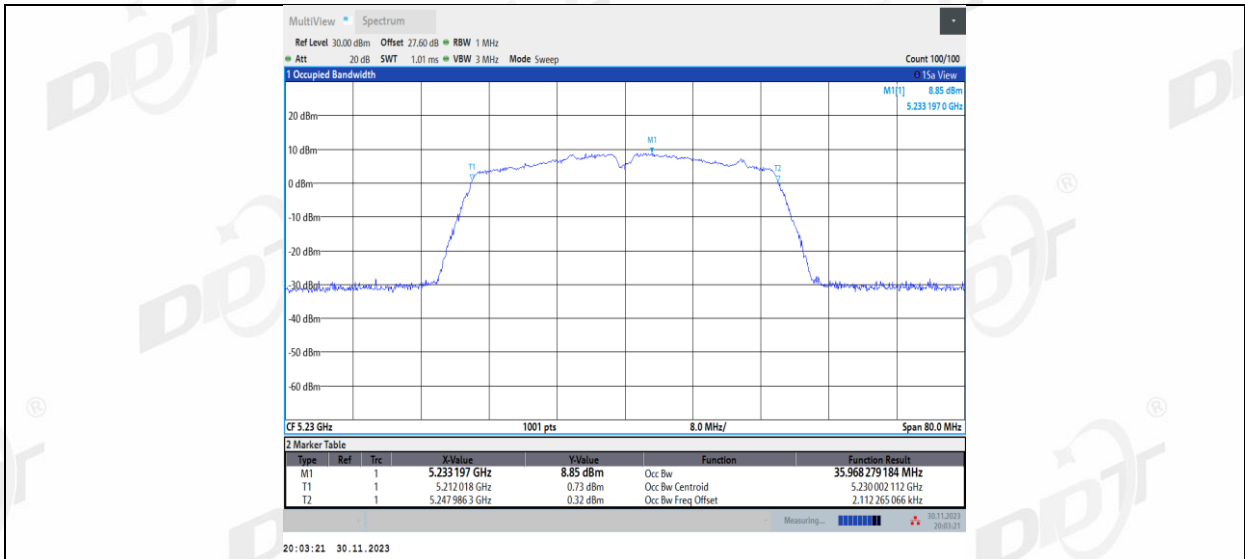 MultiView Spectrum
Ref Level 30.00 dBm Offset 27.60 dB RBW 1 MHz
Att 20 dB SWT 1.01 ms VBW 3 MHz Mode Sweep Count 100/100
1 Occupied Bandwidth 1Sa View
M1[1] 8.85 dBm
5.233 197 0 GHz
20 dBm
M1
10 dBm
T1
T2
0 dBm
-10 dBm
-20 dBm
-30 dBm
-40 dBm
-50 dBm
-60 dBm
CF 5.23 GHz 1001 pts 8.0 MHz/ Span 80.0 MHz
2 Marker Table
Type Ref Trc X-Value Y-Value Function Function Result
M1 1 5.233 197 GHz 8.85 dBm Occ Bw 35.968 279 184 MHz
T1 1 5.212 018 GHz 0.73 dBm Occ Bw Centroid 5.230 002 112 GHz
T2 1 5.247 986 3 GHz 0.32 dBm Occ Bw Freq Offset 2.112 265 066 kHz
Measuring... 30.11.2023
20:03:21
20:03:21 30.11.2023
DDT
®